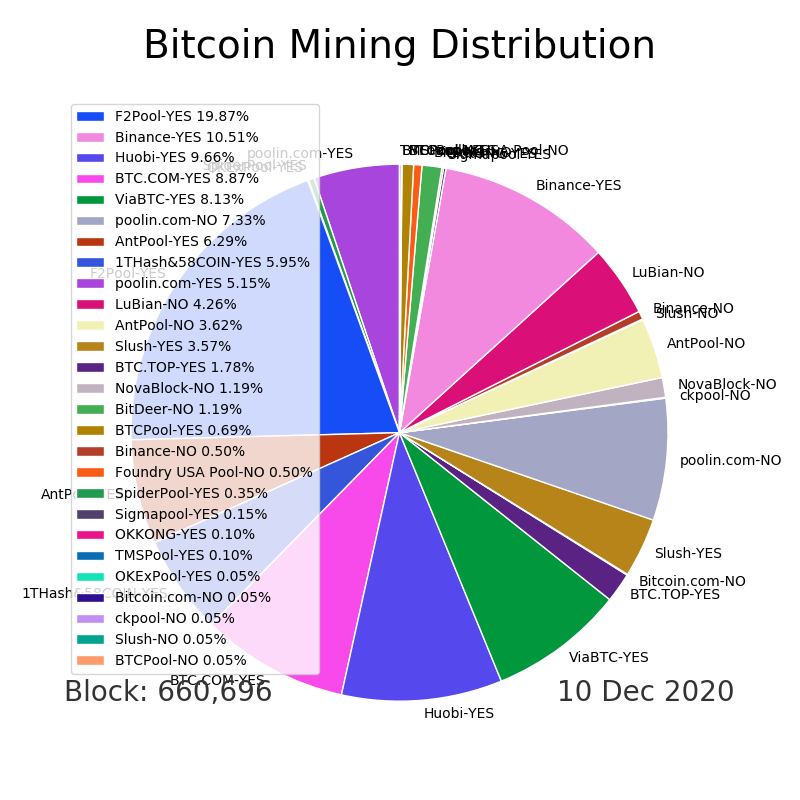 Bitcoin Mining Distribution
F2Pool-YES 19.87%
Binance-YES 10.51%
Huobi-YES 9.66%
BTC.COM-YES 8.87%
ViaBTC-YES 8.13%
poolin.com-NO 7.33%
AntPool-YES 6.29%
1THash&58COIN-YES 5.95%
poolin.com-YES 5.15%
LuBian-NO 4.26%
AntPool-NO 3.62%
Slush-YES 3.57%
BTC.TOP-YES 1.78%
NovaBlock-NO 1.19%
BitDeer-NO 1.19%
BTCPool-YES 0.69%
Binance-NO 0.50%
Foundry USA Pool-NO 0.50%
SpiderPool-YES 0.35%
Sigmapool-YES 0.15%
OKKONG-YES 0.10%
TMSPool-YES 0.10%
OKExPool-YES 0.05%
Bitcoin.com-NO 0.05%
ckpool-NO 0.05%
Slush-NO 0.05%
BTCPool-NO 0.05%
poolin.com-YES
F2Pool-YES
AntPool-YES
1THash&58COIN-YES
BTC.COM-YES
Huobi-YES
ViaBTC-YES
BTC.TOP-YES
Bitcoin.com-NO
Slush-YES
poolin.com-NO
ckpool-NO
NovaBlock-NO
AntPool-NO
Slush-NO
Binance-NO
LuBian-NO
Binance-YES
Sigmapool-YES
Block: 660,696
10 Dec 2020